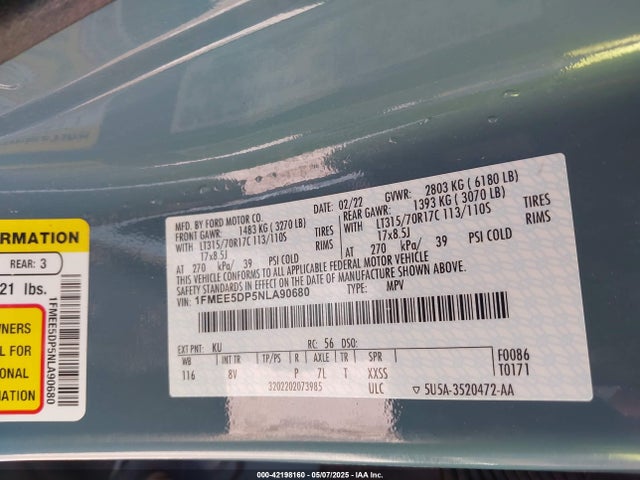 ORMATION
REAR: 3
21 lbs.
1FMEE5DP5NLA90680
WNERS
L FOR
ONAL
MATION
MFD. BY FORD MOTOR CO.
02/22
GVWR: 2803 KG ( 6180 LB)
FRONT GAWR: 1483 KG ( 3270 LB)
REAR GAWR: 1393 KG ( 3070 LB)
LT315/70R17C 113/110S TIRES
LT315/70R17C 113/110S TIRES
17x8.5J RIMS
17x8.5J RIMS
AT 270 kPa/ 39 PSI COLD
AT 270 kPa/ 39 PSI COLD
THIS VEHICLE CONFORMS TO ALL APPLICABLE FEDERAL MOTOR VEHICLE
SAFETY STANDARDS IN EFFECT ON THE DATE OF MANUFACTURE SHOWN ABOVE.
VIN: 1FMEE5DP5NLA90680
TYPE: MPV
EXT PNT: KU RC: 56 DSO:
WB INT TR TP/PS R AXLE TR SPR
116 8V P 7L T XXSS
3202202073985 ULC
F0086
T0171
▽ 5U5A-3520472-AA
000-42198160 - 05/07/2025 - IAA Inc.